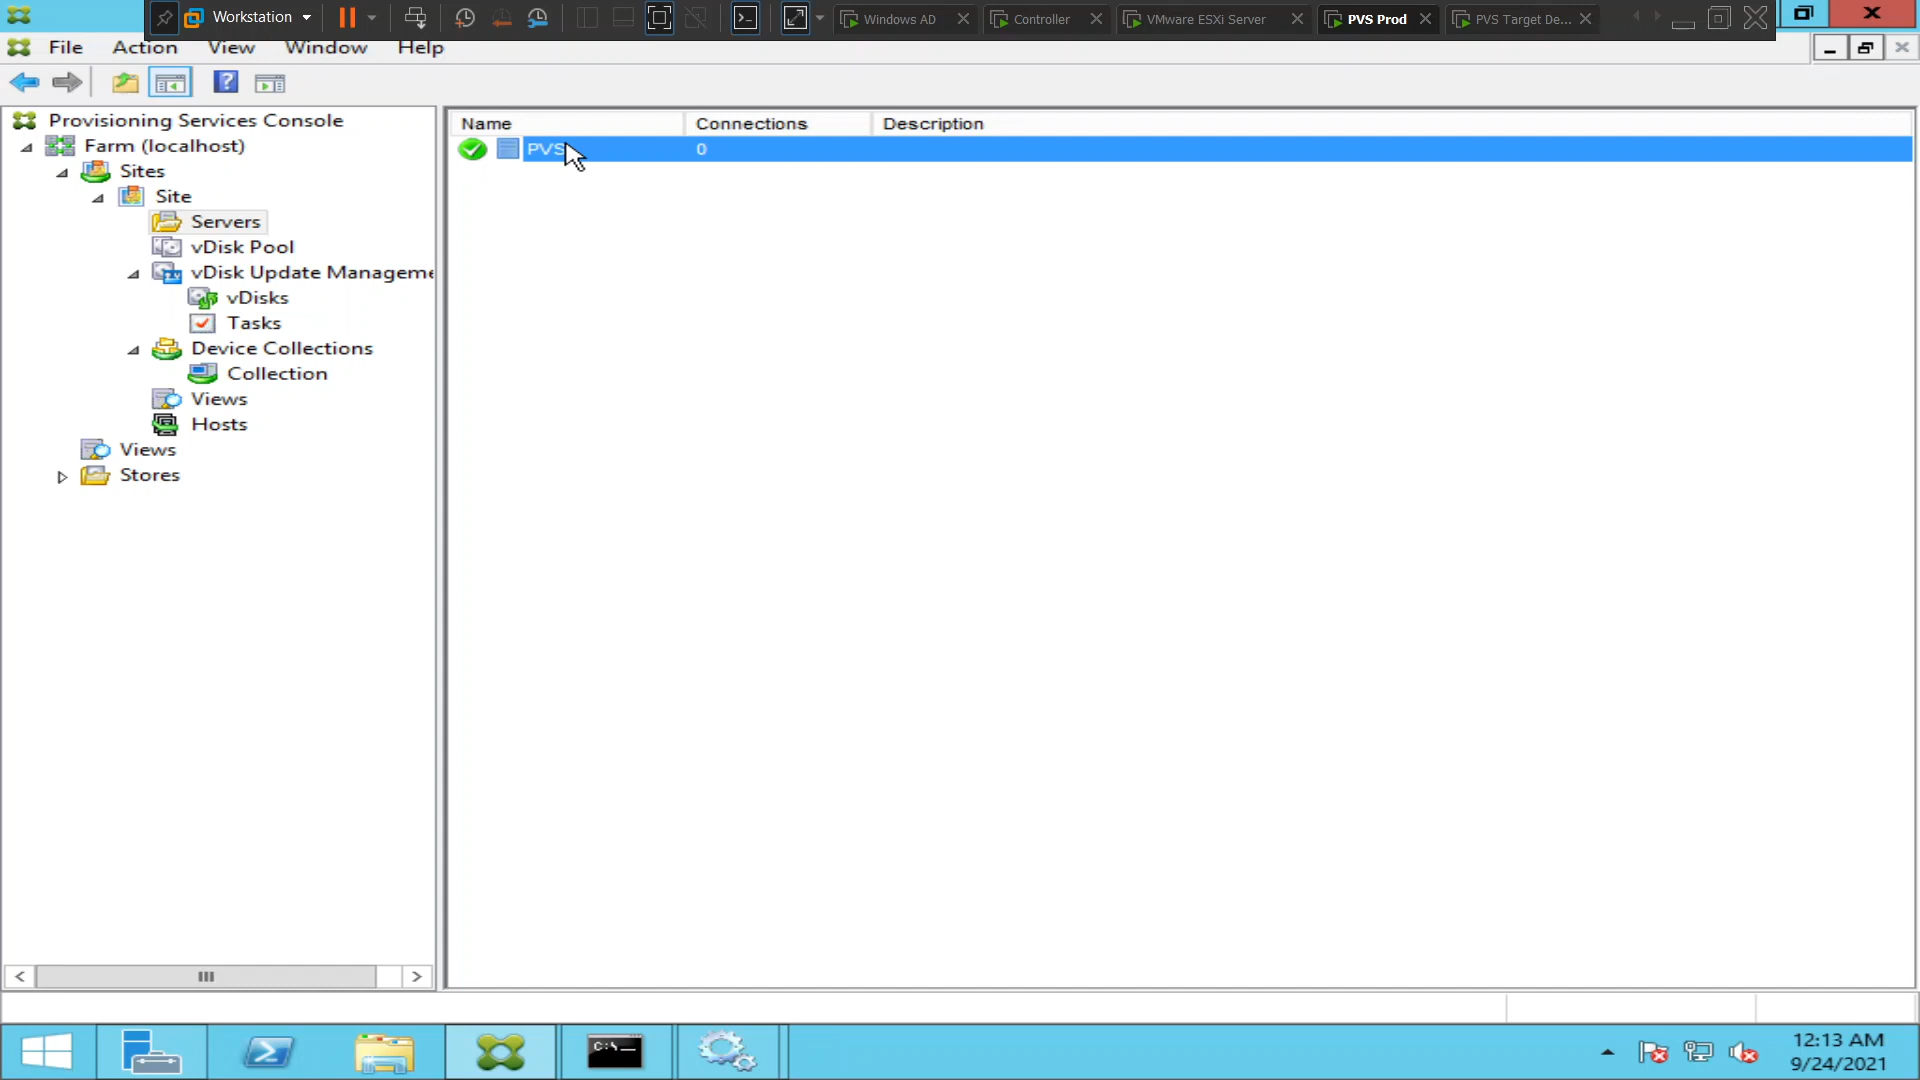 Workstation
Windows AD
Controller
VMware ESXi Server
PVS Prod
PVS Target De...
File
Action
View
Window
Help
Provisioning Services Console
Farm (localhost)
Sites
Site
Servers
vDisk Pool
vDisk Update Manageme
vDisks
Tasks
Device Collections
Collection
Views
Hosts
Views
Stores
Name
Connections
Description
PVS
0
C:\
12:13 AM
9/24/2021